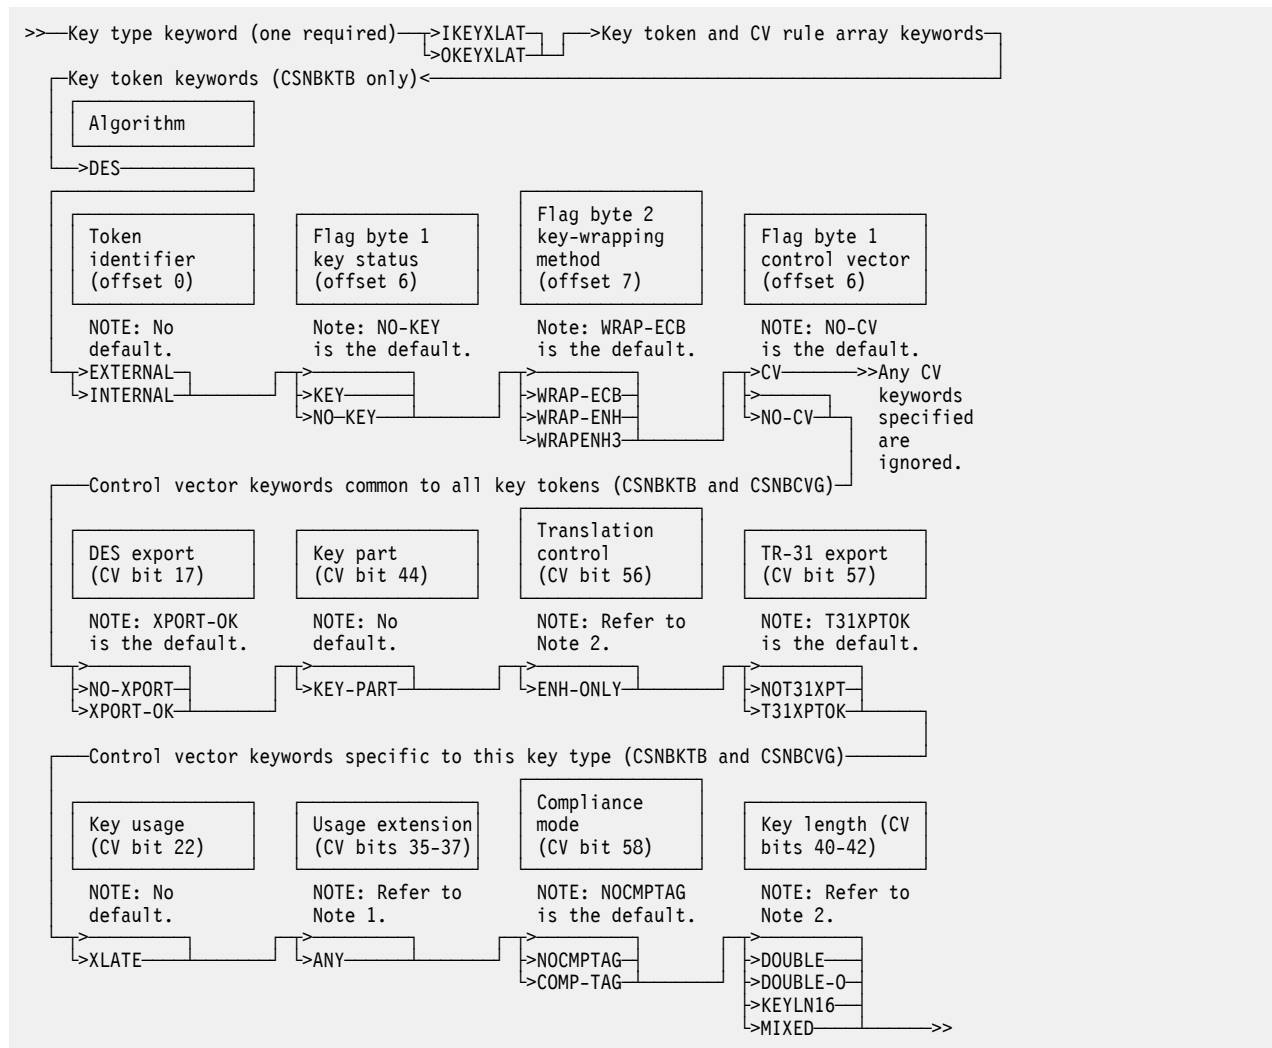 >>—Key type keyword (one required)—>IKEYXLAT— —>Key token and CV rule array keywords—
>OKEYXLAT—
—Key token keywords (CSNBKTB only)<—
Algorithm
—>DES—
Flag byte 2
Token Flag byte 1 key-wrapping Flag byte 1
identifier key status method control vector
(offset 0) (offset 6) (offset 7) (offset 6)
NOTE: No Note: NO-KEY Note: WRAP-ECB NOTE: NO-CV
default. is the default. is the default. is the default.
>EXTERNAL— >— >— >CV—>>Any CV
>INTERNAL— >KEY— >WRAP-ECB— >— keywords
>NO-KEY— >WRAP-ENH— >NO-CV— specified
>WRAPENH3— are
ignored.
—Control vector keywords common to all key tokens (CSNBKTB and CSNBCVG)—
Translation
DES export Key part control TR-31 export
(CV bit 17) (CV bit 44) (CV bit 56) (CV bit 57)
NOTE: XPORT-OK NOTE: No NOTE: Refer to NOTE: T31XPTOK
is the default. default. Note 2. is the default.
>— >— >— >—
>NO-XPORT— >KEY-PART— >ENH-ONLY— >NOT31XPT—
>XPORT-OK— >T31XPTOK—
—Control vector keywords specific to this key type (CSNBKTB and CSNBCVG)—
Compliance
Key usage Usage extension mode Key length (CV
(CV bit 22) (CV bits 35-37) (CV bit 58) bits 40-42)
NOTE: No NOTE: Refer to NOTE: NOCMPTAG NOTE: Refer to
default. Note 1. is the default. Note 2.
>— >— >— >—
>XLATE— >ANY— >NOCMPTAG— >DOUBLE—
>COMP-TAG— >DOUBLE-O—
>KEYLN16—
>MIXED—>>